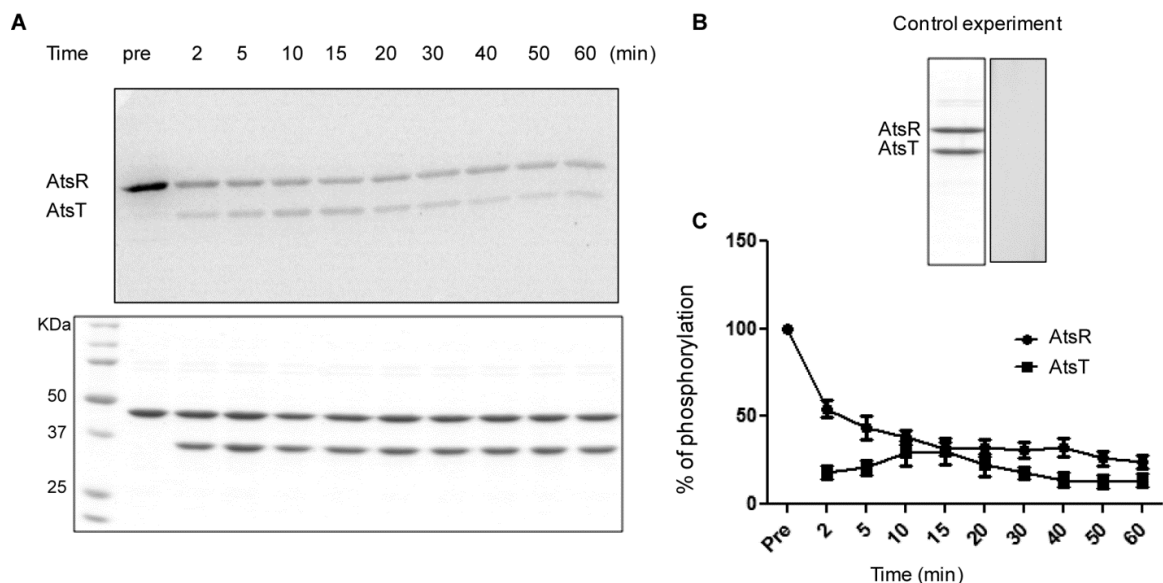 A
Time pre 2 5 10 15 20 30 40 50 60 (min)
AtsR
AtsT
KDa
50
37
25
B
Control experiment
AtsR
AtsT
C
150
100
50
0
% of phosphorylation
AtsR
AtsT
Pre 2 5 10 15 20 30 40 50 60
Time (min)